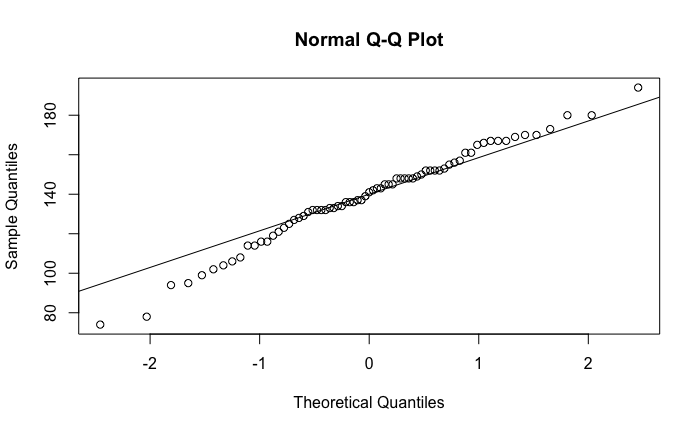 Normal Q-Q Plot
Sample Quantiles
180
140
100
80
-2 -1 0 1 2
Theoretical Quantiles